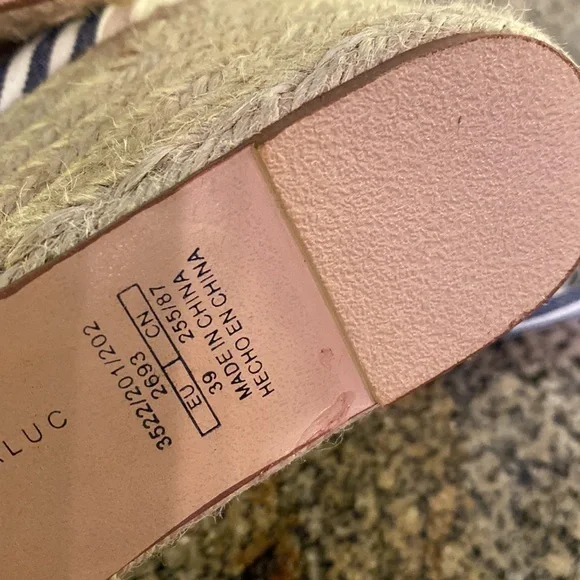 3522/201/202
2693
EU CN
39 255/87
MADE IN CHINA
HECHO EN CHINA